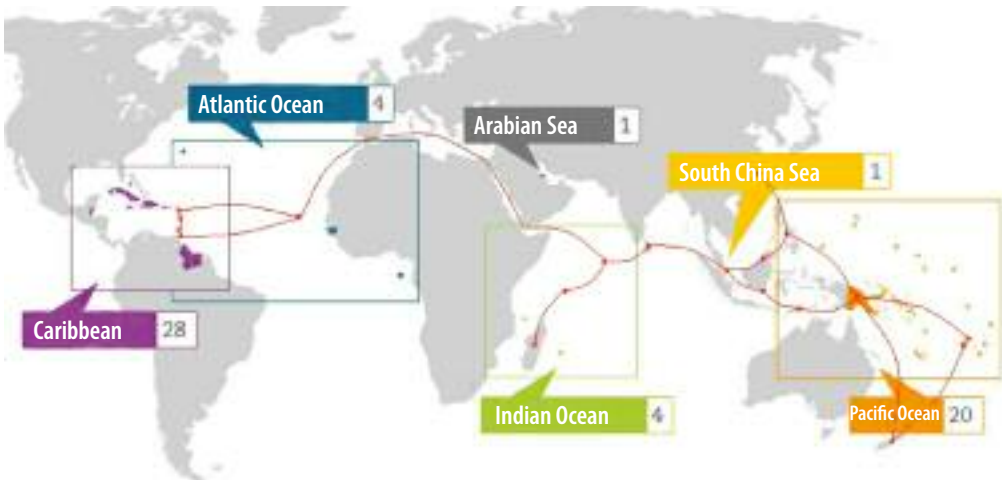 Atlantic Ocean 4
Arabian Sea 1
South China Sea 1
Caribbean 28
Indian Ocean 4
Pacific Ocean 20